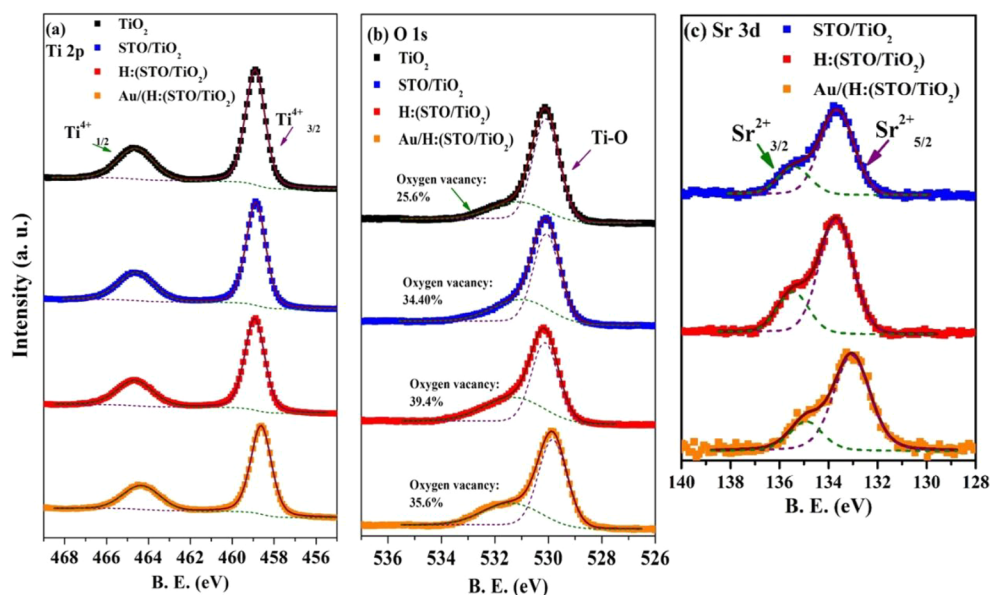 (a)
Ti 2p
TiO₂
STO/TiO₂
H:(STO/TiO₂)
Au/(H:(STO/TiO₂)
Ti⁴⁺ 1/2
Ti⁴⁺ 3/2
468 466 464 462 460 458 456
B. E. (eV)
Intensity (a. u.)
(b) O 1s
TiO₂
STO/TiO₂
H:(STO/TiO₂)
Au/H:(STO/TiO₂)
Ti-O
Oxygen vacancy:
25.6%
Oxygen vacancy:
34.40%
Oxygen vacancy:
39.4%
Oxygen vacancy:
35.6%
536 534 532 530 528 526
B. E. (eV)
(c) Sr 3d
STO/TiO₂
H:(STO/TiO₂)
Au/(H:(STO/TiO₂)
Sr²⁺ 3/2
Sr²⁺ 5/2
140 138 136 134 132 130 128
B. E. (eV)